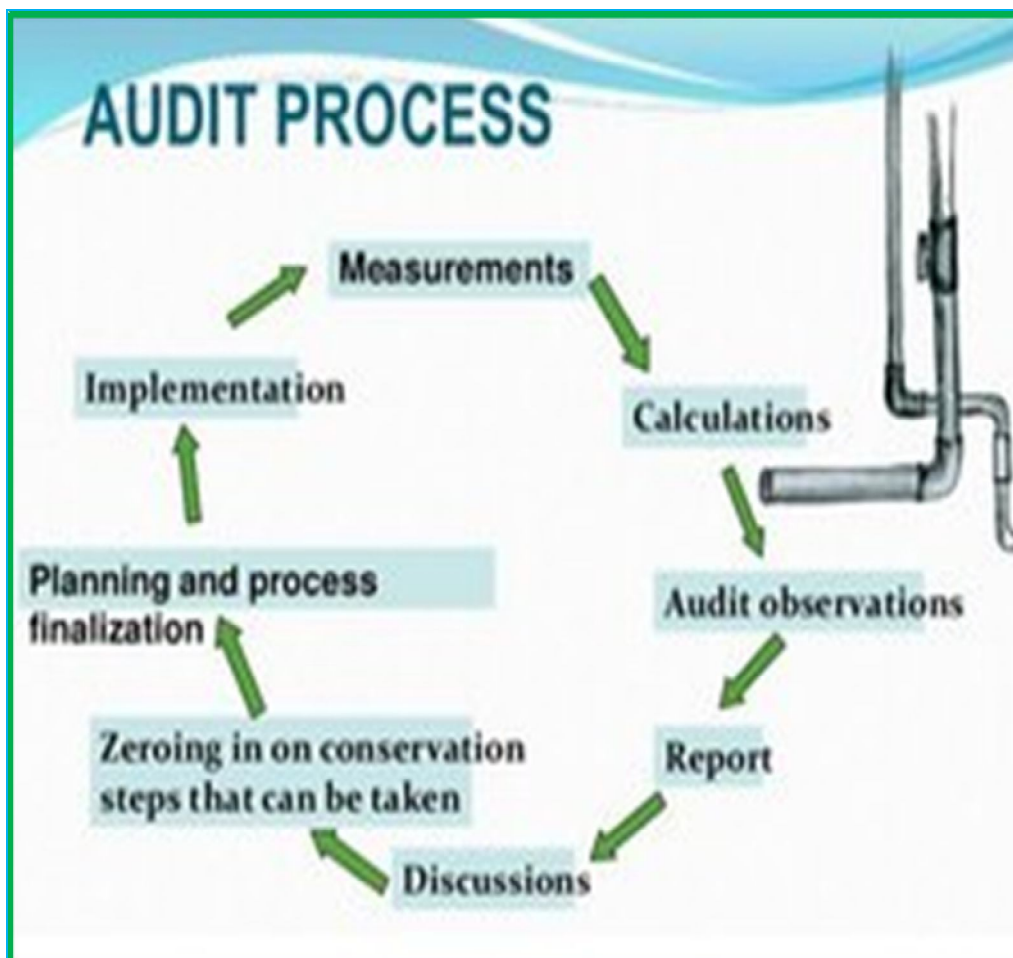 AUDIT PROCESS
Measurements
Calculations
Audit observations
Report
Discussions
Zeroing in on conservation
steps that can be taken
Planning and process
finalization
Implementation